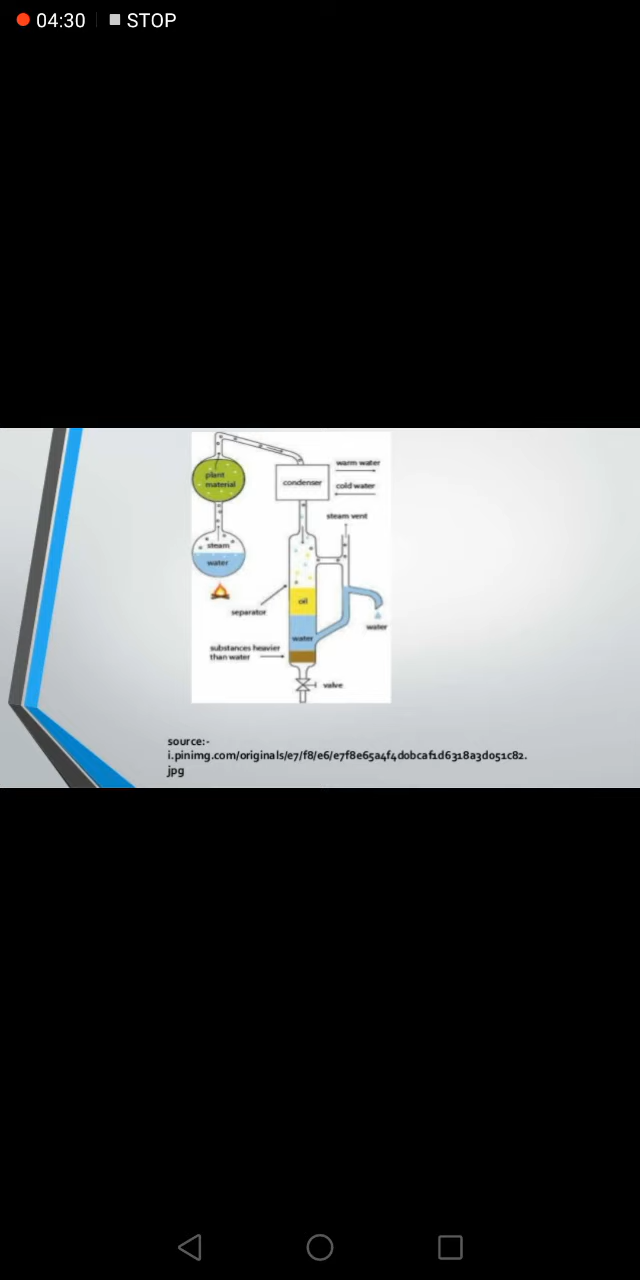 04:30 STOP
plant
material
steam
water
condenser
warm water
cold water
steam vent
separator
oil
water
water
substances heavier
than water
valve
source:-
i.pinimg.com/originals/e7/f8/e6/e7f8e65a4f4d0bcaf1d6318a3d051c82.
jpg